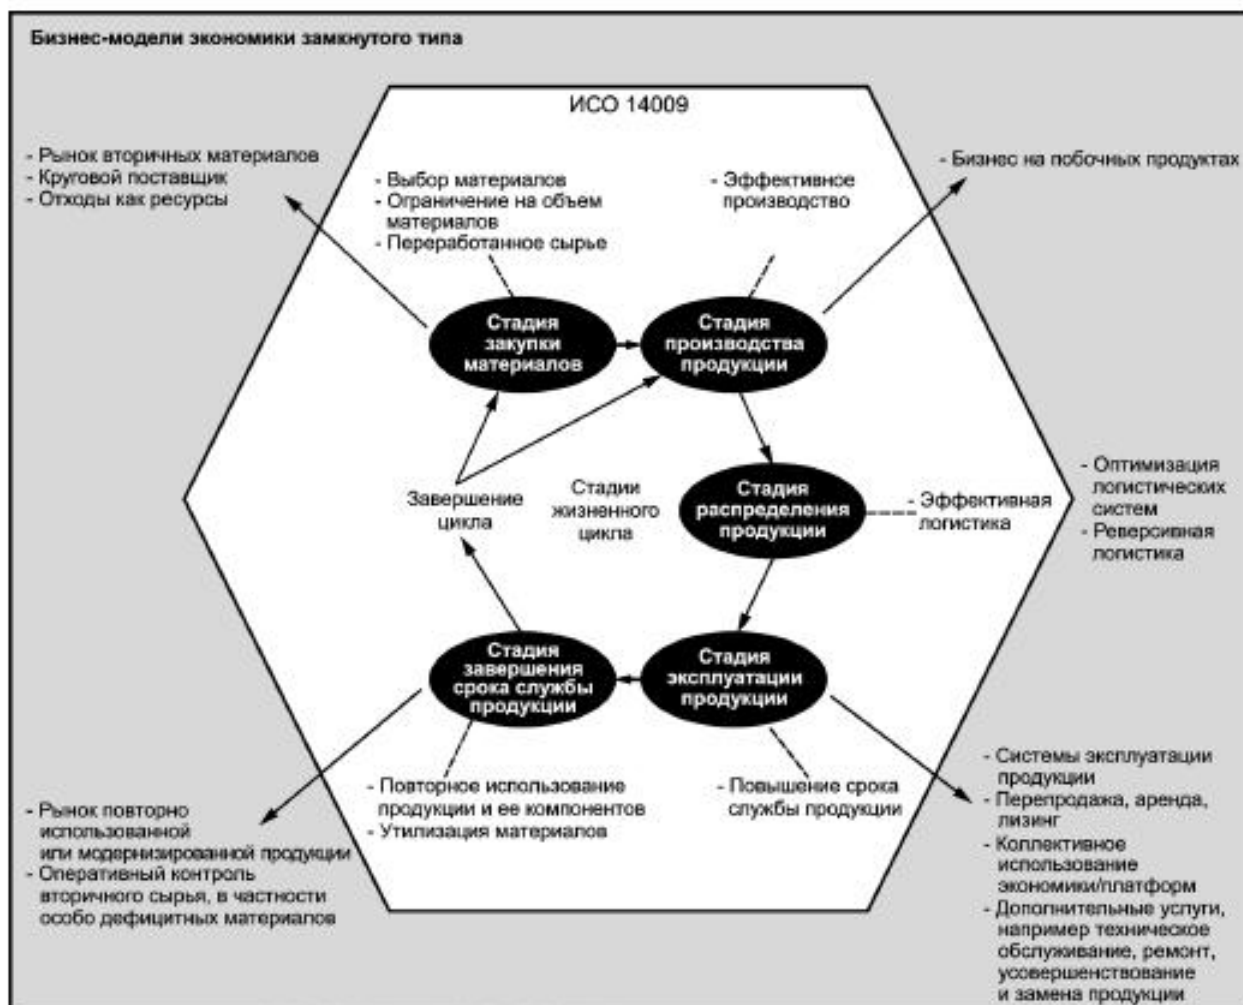 Бизнес-модели экономики замкнутого типа
ИСО 14009
- Рынок вторичных материалов
- Круговой поставщик
- Отходы как ресурсы
- Выбор материалов
- Ограничение на объем
материалов
- Переработанное сырье
- Эффективное
производство
- Бизнес на побочных продуктах
Стадия
закупки
материалов
Стадия
производства
продукции
Завершение
цикла
Стадии
жизненного
цикла
Стадия
распределения
продукции
- Эффективная
логистика
- Оптимизация
логистических
систем
- Реверсивная
логистика
Стадия
завершения
срока службы
продукции
Стадия
эксплуатации
продукции
- Повторное использование
продукции и ее компонентов
- Утилизация материалов
- Повышение срока
службы продукции
- Рынок повторно
использованной
или модернизированной продукции
- Оперативный контроль
вторичного сырья, в частности
особо дефицитных материалов
- Системы эксплуатации
продукции
- Перепродажа, аренда,
лизинг
- Коллективное
использование
экономики/платформ
- Дополнительные услуги,
например техническое
обслуживание, ремонт,
усовершенствование
и замена продукции